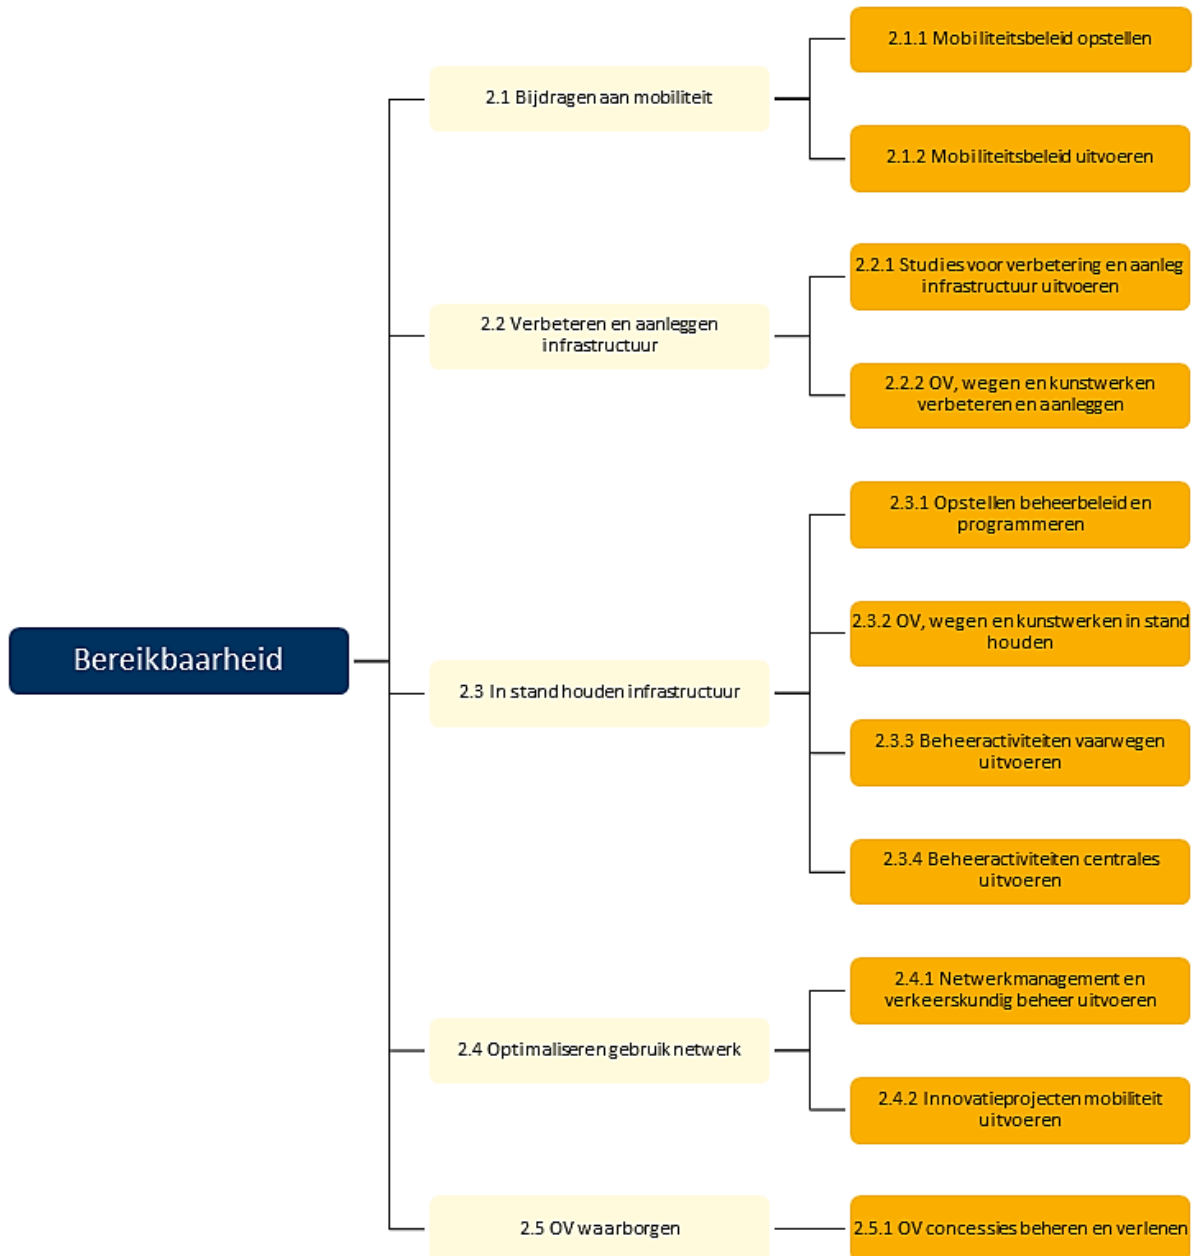 Bereikbaarheid
2.1 Bijdragen aan mobiliteit
2.1.1 Mobiliteitsbeleid opstellen
2.1.2 Mobiliteitsbeleid uitvoeren
2.2 Verbeteren en aanleggen
infrastructuur
2.2.1 Studies voor verbetering en aanleg
infrastructuur uitvoeren
2.2.2 OV, wegen en kunstwerken
verbeteren en aanleggen
2.3 In stand houden infrastructuur
2.3.1 Opstellen beheerbeleid en
programmeren
2.3.2 OV, wegen en kunstwerken in stand
houden
2.3.3 Beheeractiviteiten vaarwegen
uitvoeren
2.3.4 Beheeractiviteiten centrales
uitvoeren
2.4 Optimaliseren gebruik netwerk
2.4.1 Netwerkmanagement en
verkeerskundig beheer uitvoeren
2.4.2 Innovatieprojecten mobiliteit
uitvoeren
2.5 OV waarborgen
2.5.1 OV concessies beheren en verlenen